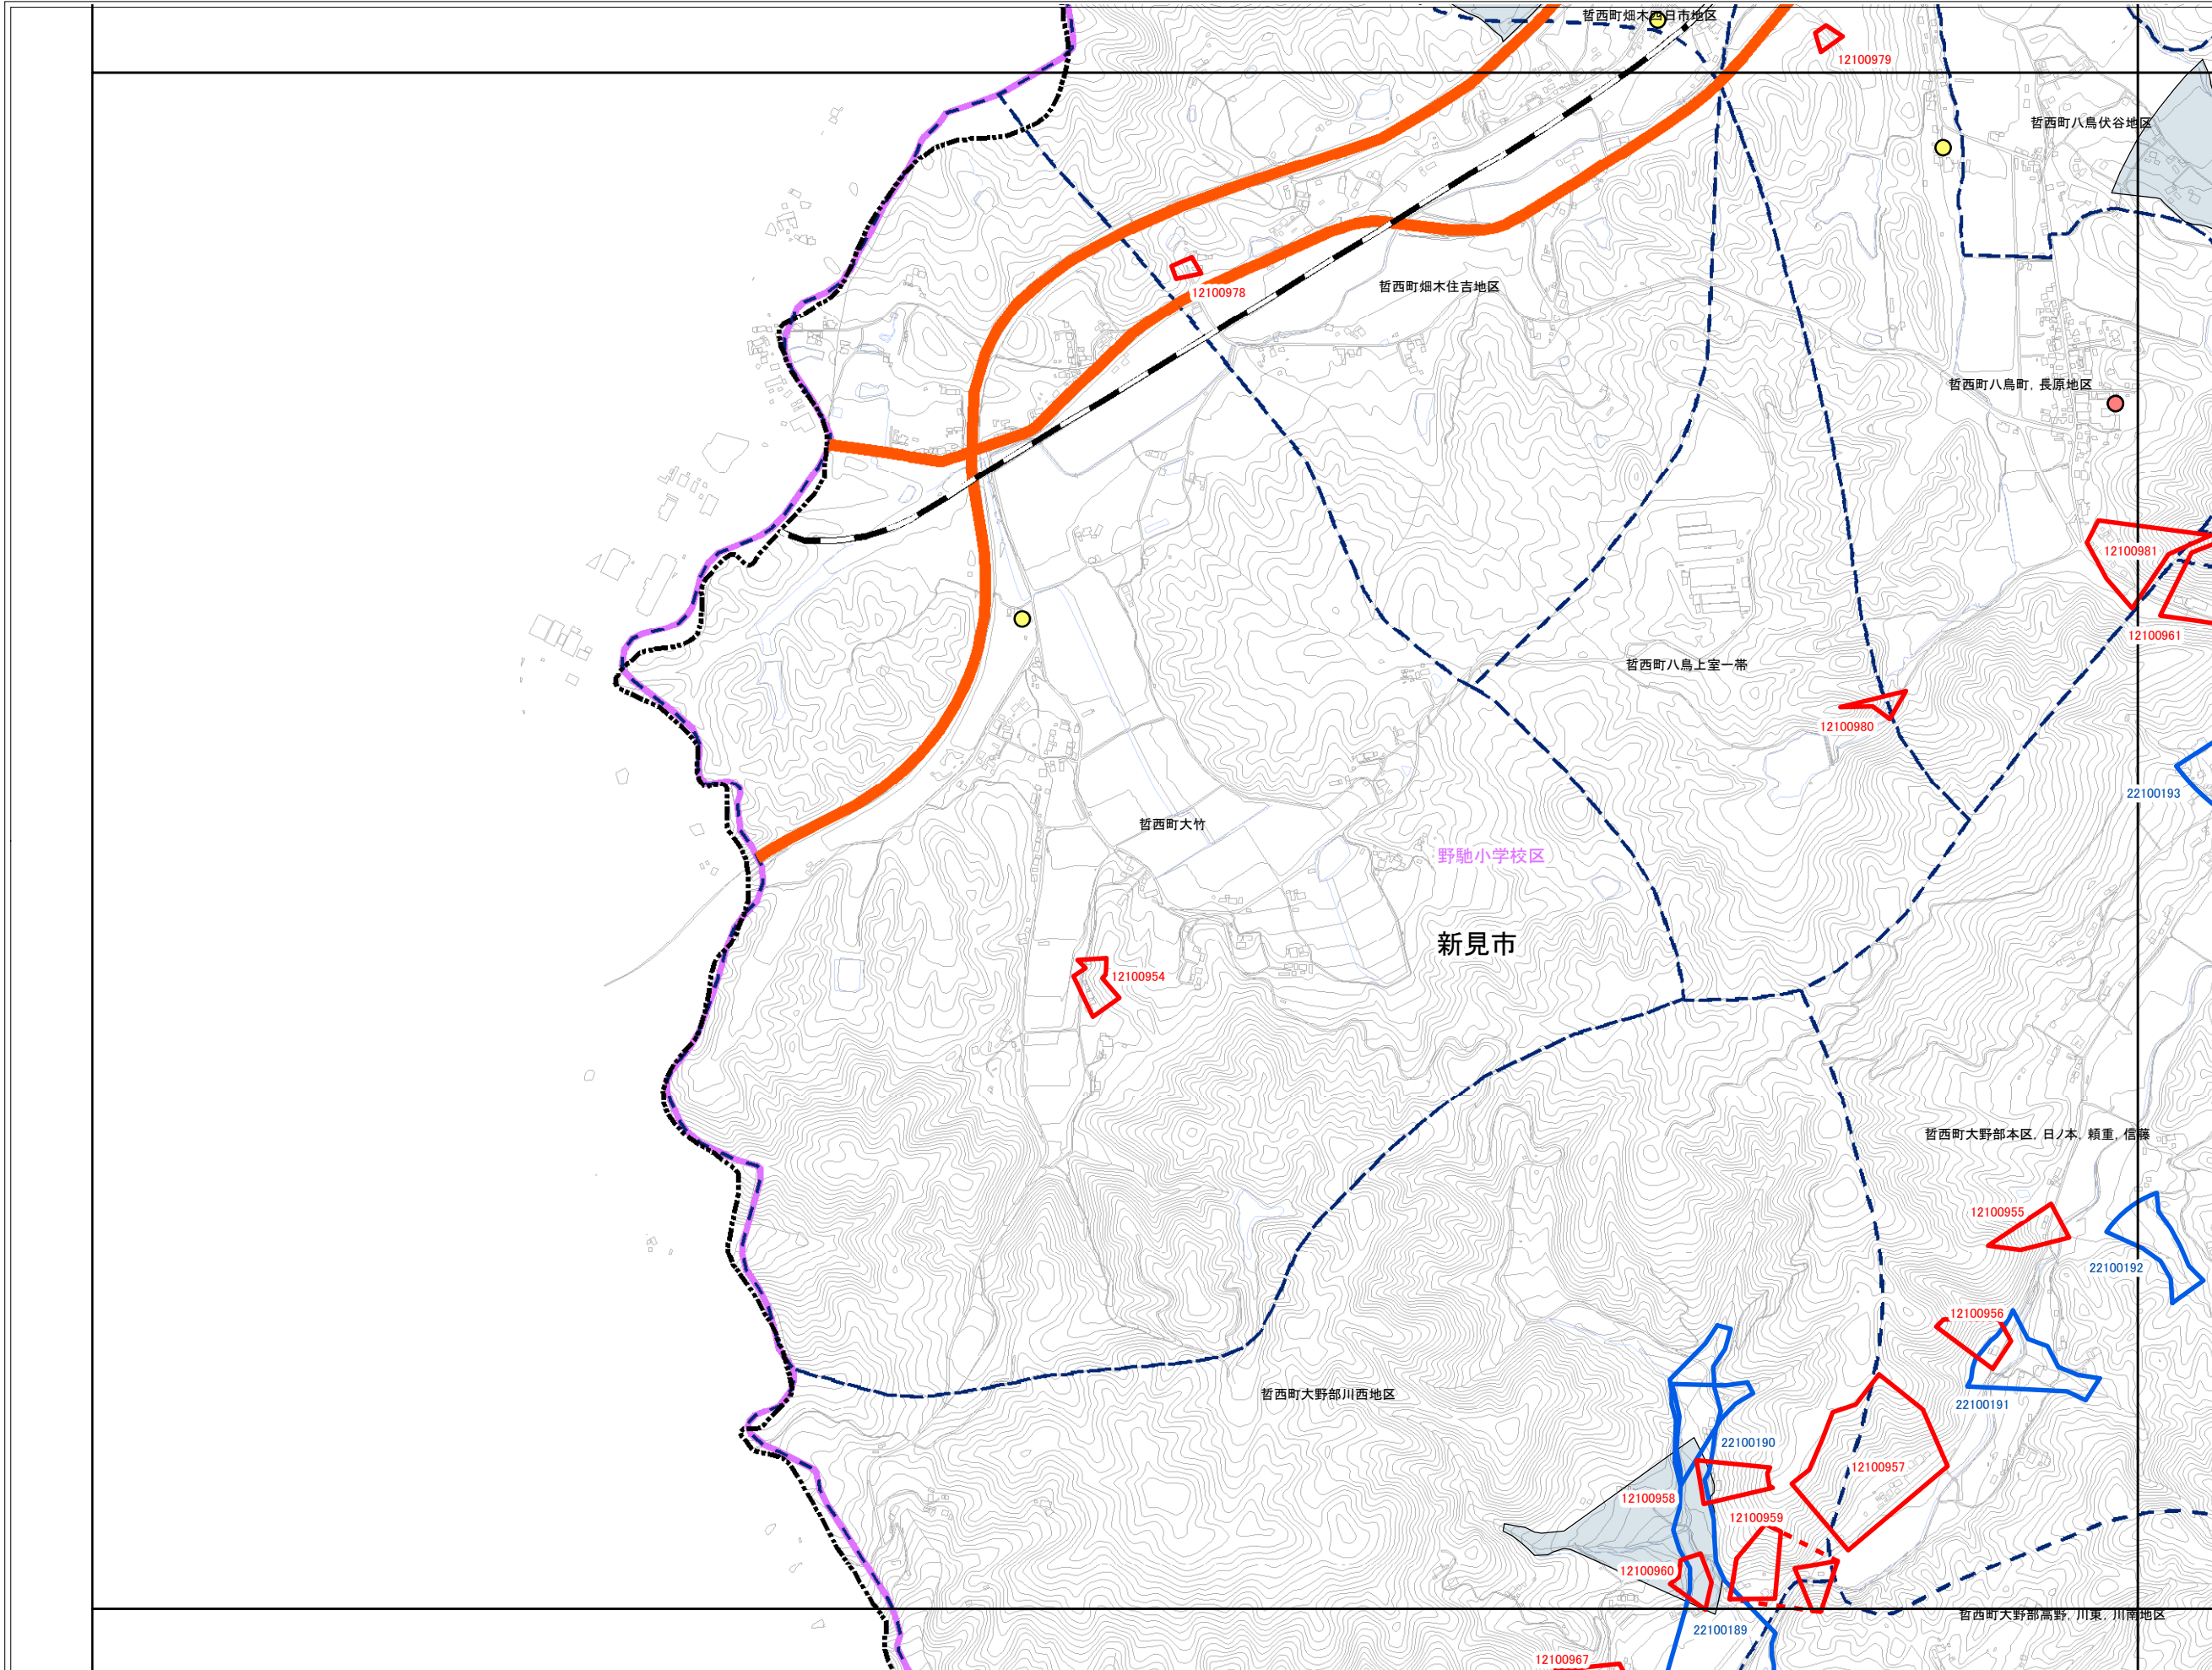 哲西町畑木四日市地区
12100979
哲西町八鳥伏谷地区
12100978
哲西町畑木住吉地区
哲西町八鳥町, 長原地区
12100981
12100961
哲西町八鳥上室一帯
12100980
22100193
哲西町大竹
野馳小学校区
新見市
12100954
哲西町大野部本区, 日ノ本, 頼重, 信藤
12100955
22100192
12100956
哲西町大野部川西地区
22100191
22100190
12100957
12100958
12100959
12100960
哲西町大野部高野, 川東, 川南地区
22100189
12100967